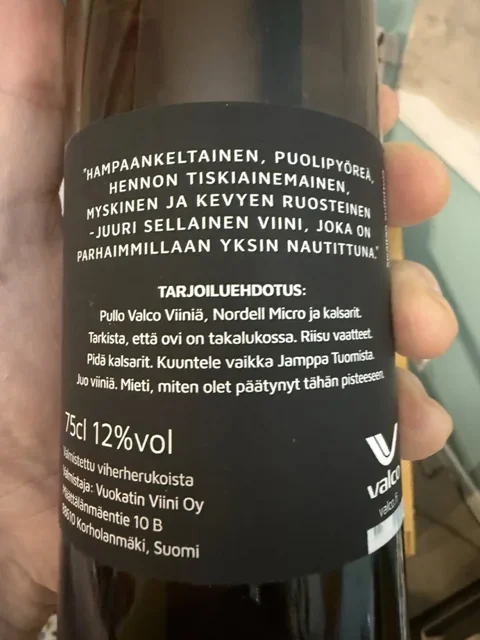 "HAMPAANKELTAINEN, PUOLIPYÖREÄ,
HENNON TISKIAINEMAINEN,
MYSKINEN JA KEVYEN RUOSTEINEN
-JUURI SELLAINEN VIINI, JOKA ON
PARHAIMMILLAAN YKSIN NAUTITTUNA."
TARJOILUEHDOTUS:
Pullo Valco Viiniä, Nordell Micro ja kalsarit.
Tarkista, että ovi on takalukossa. Riisu vaatteet.
Pidä kalsarit. Kuuntele vaikka Jamppa Tuomista.
Juo viiniä. Mieti, miten olet päätynyt tähän pisteeseen.
75cl 12%vol
Valmistettu viherherukoista
Valmistaja: Vuokatin Viini Oy
10 B
Korholanmäki, Suomi
valco
valco.fi